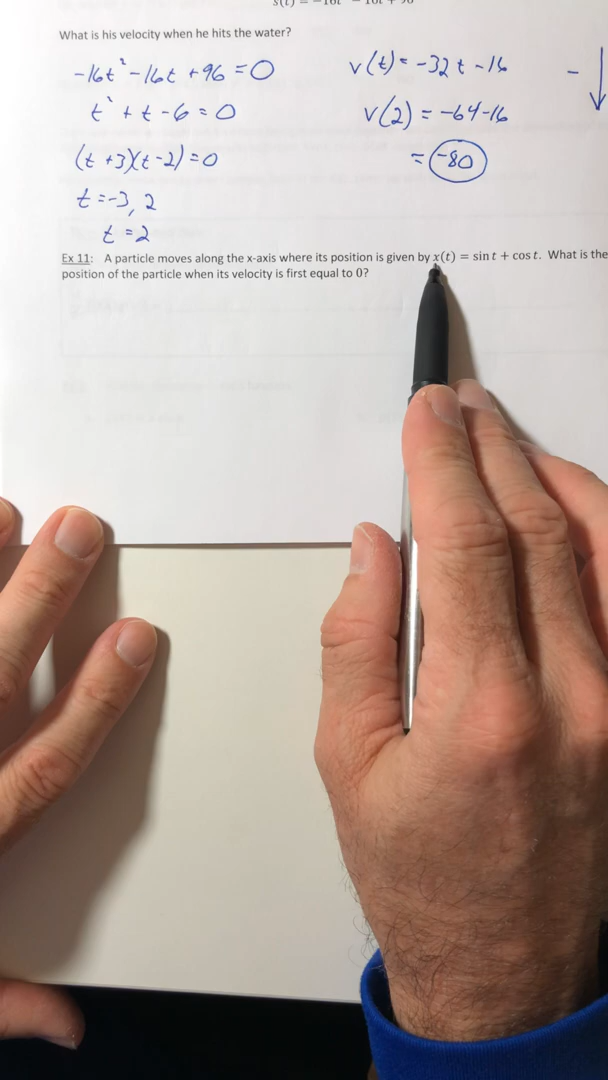 What is his velocity when he hits the water?
-16t² -16t +96 = 0
t² + t - 6 = 0
(t +3)(t -2) = 0
t = -3, 2
t = 2
v(t) = -32t -16
v(2) = -64-16
= -80
- ↓
Ex 11: A particle moves along the x-axis where its position is given by x(t) = sin t + cos t. What is the
position of the particle when its velocity is first equal to 0?